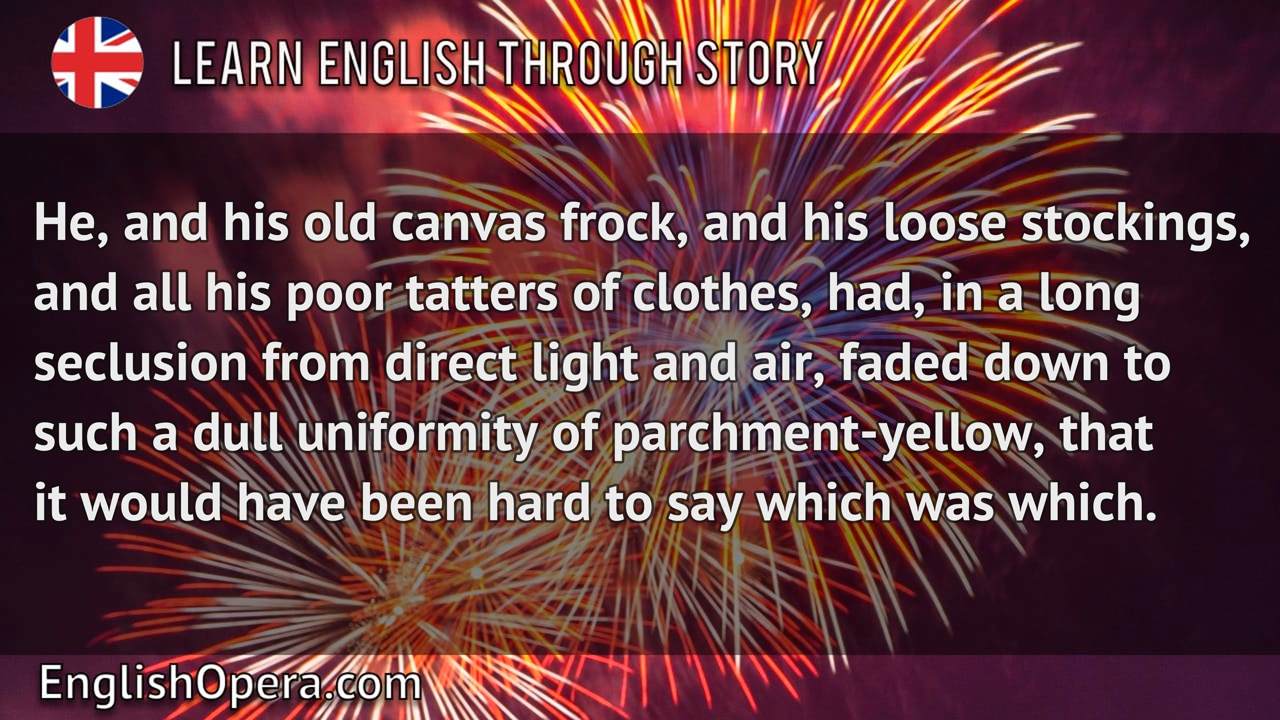 LEARN ENGLISH THROUGH STORY
He, and his old canvas frock, and his loose stockings,
and all his poor tatters of clothes, had, in a long
seclusion from direct light and air, faded down to
such a dull uniformity of parchment-yellow, that
it would have been hard to say which was which.
EnglishOpera.com